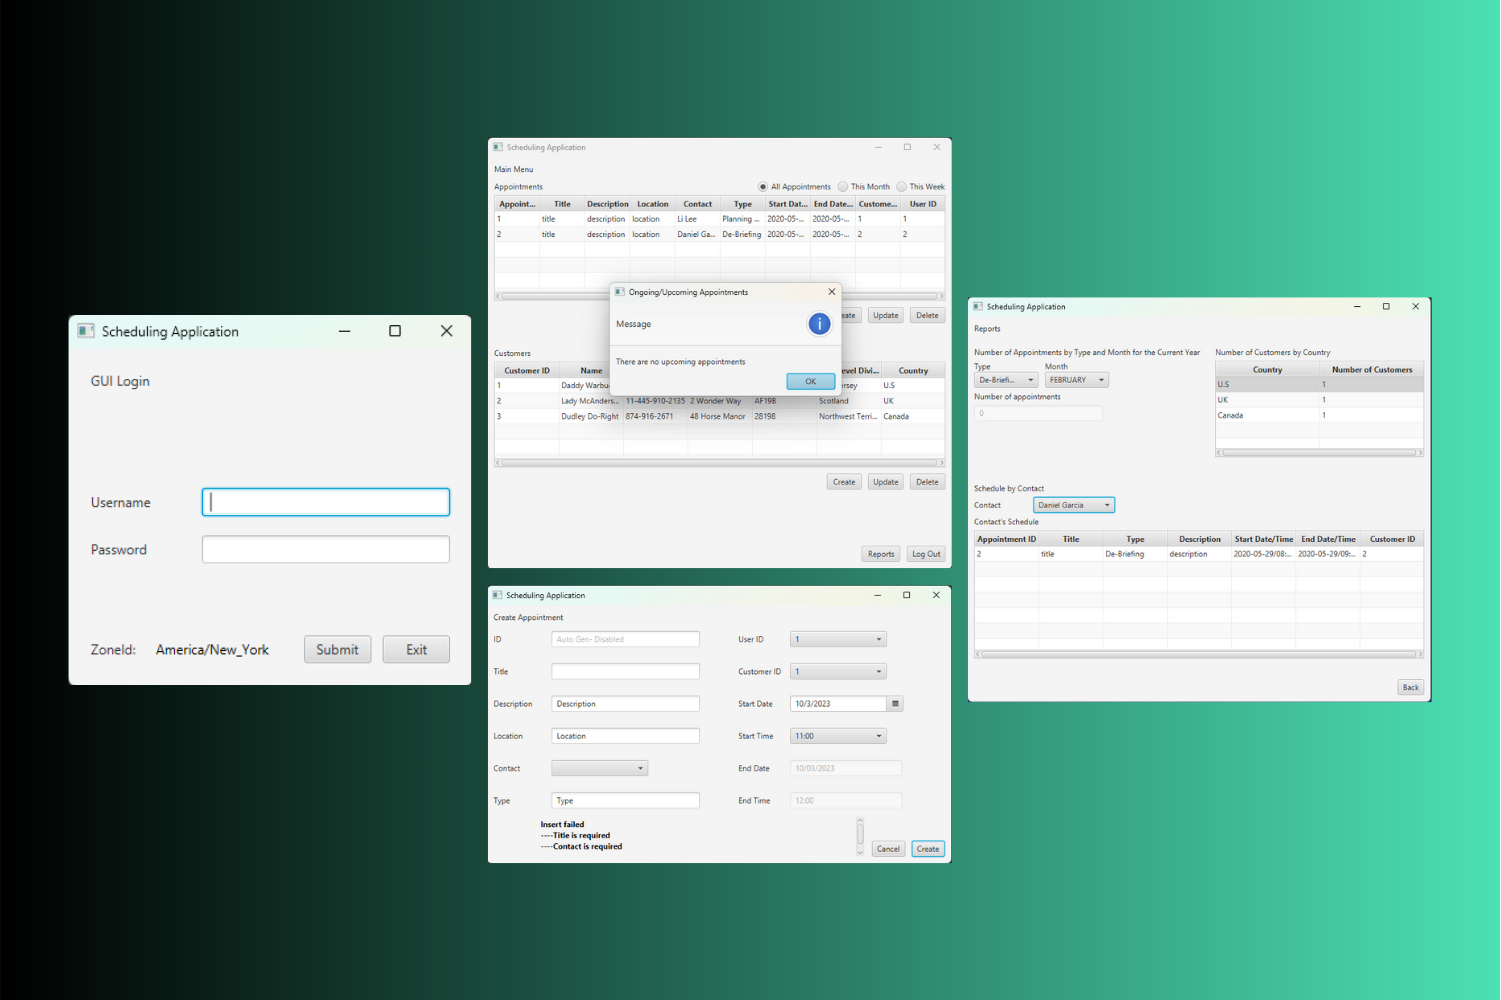 Scheduling Application
GUI Login
Username
Password
ZoneId: America/New_York Submit Exit
Scheduling Application
Main Menu
Appointments All Appointments This Month This Week
Appoint... Title Description Location Contact Type Start Dat... End Date... Custome... User ID
1 title description location Li Lee Planning ... 2020-05-... 2020-05-... 1 1
2 title description location Daniel Ga... De-Briefing 2020-05-... 2020-05-... 2 2
Ongoing/Upcoming Appointments
Message
There are no upcoming appointments
OK
Update Delete
Customers
Customer ID Name Country
1 Daddy U.S
2 Lady McAnders... 11-445-910-2135 2 Wonder Way AF19B Scotland UK
3 Dudley Do-Right 874-916-2671 48 Horse Manor 28198 Northwest Terri... Canada
Create Update Delete
Reports Log Out
Scheduling Application
Create Appointment
ID Auto Gen- Disabled User ID 1
Title Customer ID 1
Description Description Start Date 10/3/2023
Location Location Start Time 11:00
Contact End Date 10/03/2023
Type Type End Time 12:00
Insert failed
----Title is required
----Contact is required
Cancel Create
Scheduling Application
Reports
Number of Appointments by Type and Month for the Current Year
Type Month
De-Briefi... FEBRUARY
Number of appointments
0
Number of Customers by Country
Country Number of Customers
U.S 1
UK 1
Canada 1
Schedule by Contact
Contact Daniel Garcia
Contact's Schedule
Appointment ID Title Type Description Start Date/Time End Date/Time Customer ID
2 title De-Briefing description 2020-05-29/08:... 2020-05-29/09:... 2
Back